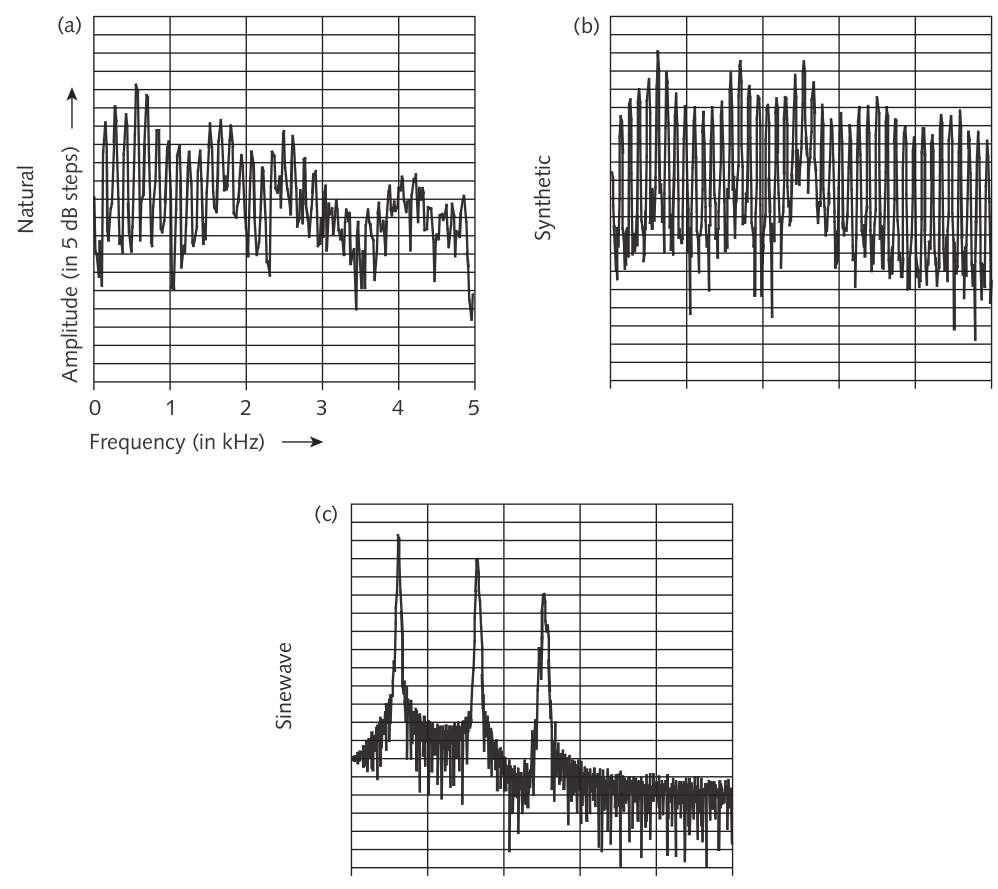 (a)
Natural
Amplitude (in 5 dB steps)
0 1 2 3 4 5
Frequency (in kHz)
(b)
Synthetic
(c)
Sinewave